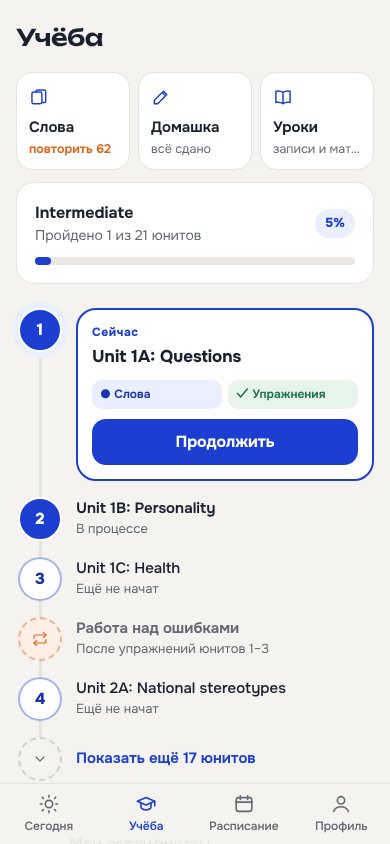 Учёба
Слова
повторить 62
Домашка
всё сдано
Уроки
записи и мат…
Intermediate
Пройдено 1 из 21 юнитов
5%
1
Сейчас
Unit 1A: Questions
Слова
Упражнения
Продолжить
2
Unit 1B: Personality
В процессе
3
Unit 1C: Health
Ещё не начат
Работа над ошибками
После упражнений юнитов 1–3
4
Unit 2A: National stereotypes
Ещё не начат
Показать ещё 17 юнитов
Мои сертификаты
Сегодня
Учёба
Расписание
Профиль